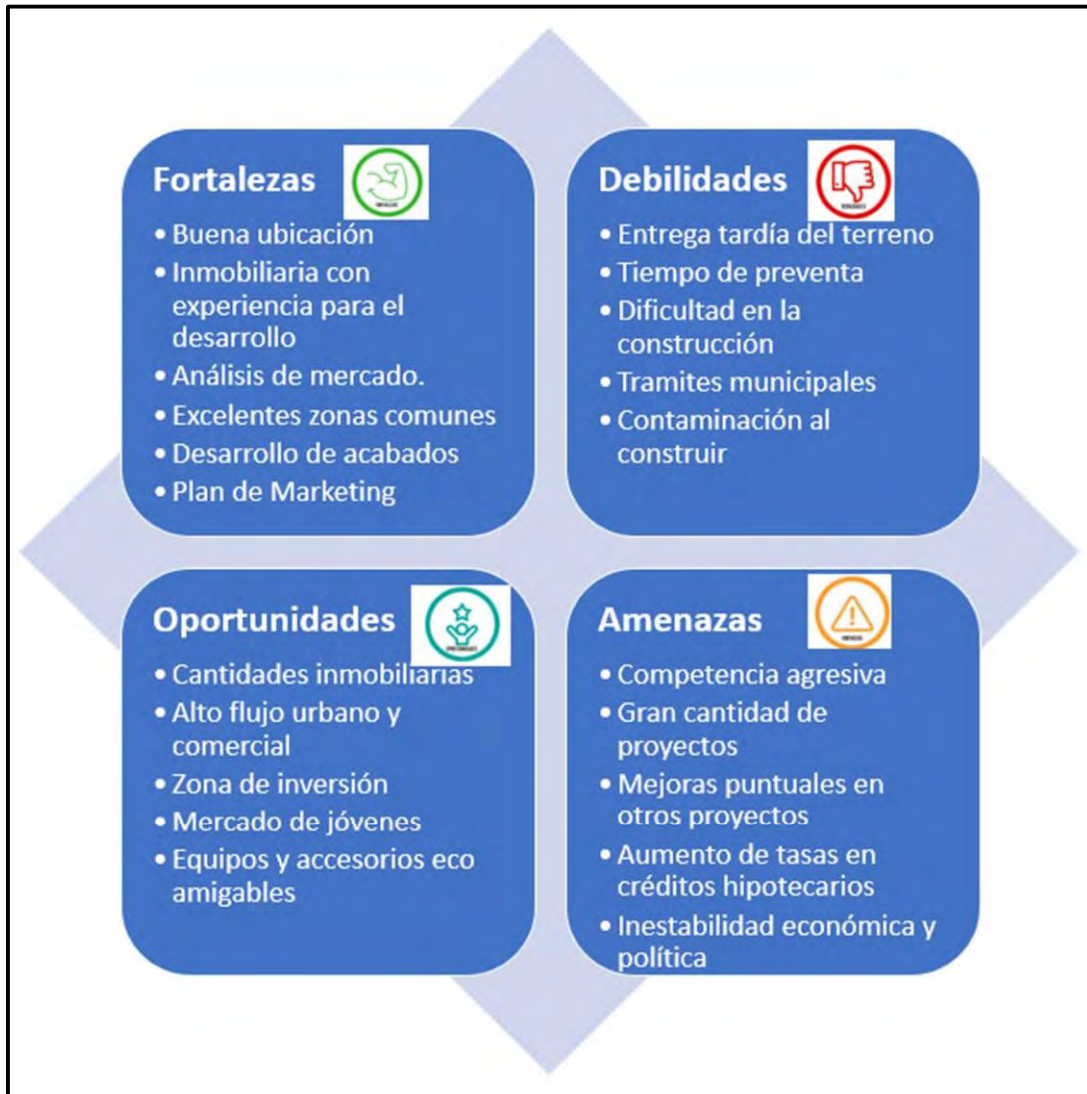 Fortalezas
• Buena ubicación
• Inmobiliaria con
experiencia para el
desarrollo
• Análisis de mercado.
• Excelentes zonas comunes
• Desarrollo de acabados
• Plan de Marketing
Debilidades
• Entrega tardía del terreno
• Tiempo de preventa
• Dificultad en la
construcción
• Tramites municipales
• Contaminación al
construir
Oportunidades
• Cantidades inmobiliarias
• Alto flujo urbano y
comercial
• Zona de inversión
• Mercado de jóvenes
• Equipos y accesorios eco
amigables
Amenazas
• Competencia agresiva
• Gran cantidad de
proyectos
• Mejoras puntuales en
otros proyectos
• Aumento de tasas en
créditos hipotecarios
• Inestabilidad económica y
política